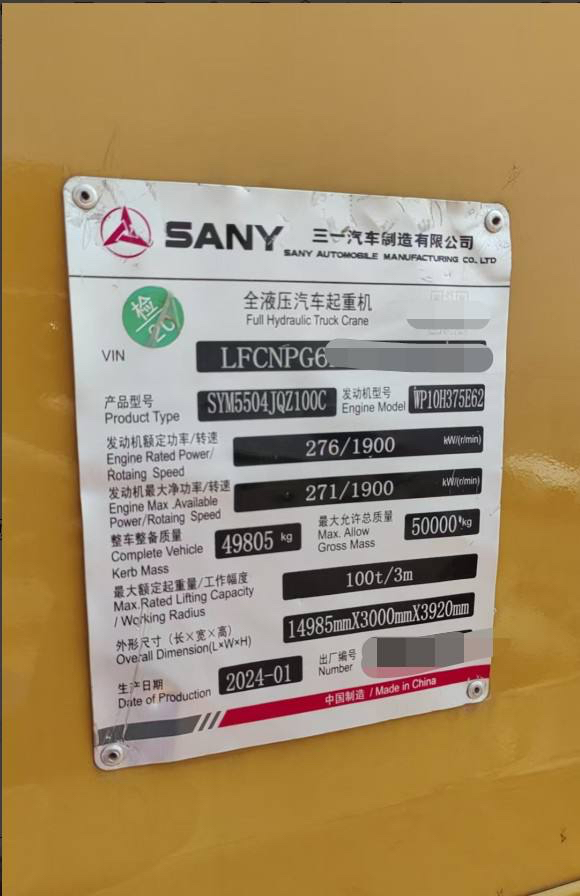 SANY 三一汽车制造有限公司
SANY AUTOMOBILE MANUFACTURING CO., LTD
检
20
全液压汽车起重机
Full Hydraulic Truck Crane
VIN LFCNPG6
产品型号 SYM5504JQZ100C 发动机型号 WP10H375E62
Product Type Engine Model
发动机额定功率/转速 276/1900 kW/(r/min)
Engine Rated Power/
Rotaing Speed
发动机最大净功率/转速 271/1900 kW/(r/min)
Engine Max .Available
Power/Rotaing Speed
整车整备质量 49805 kg 最大允许总质量 50000 kg
Complete Vehicle Max. Allow
Kerb Mass Gross Mass
最大额定起重量/工作幅度 100t/3m
Max.Rated Lifting Capacity
/ Working Radius
外形尺寸（长×宽×高） 14985mmX3000mmX3920mm
Overall Dimension(L×W×H)
生产日期 2024-01 出厂编号
Date of Production Number
中国制造 / Made in China